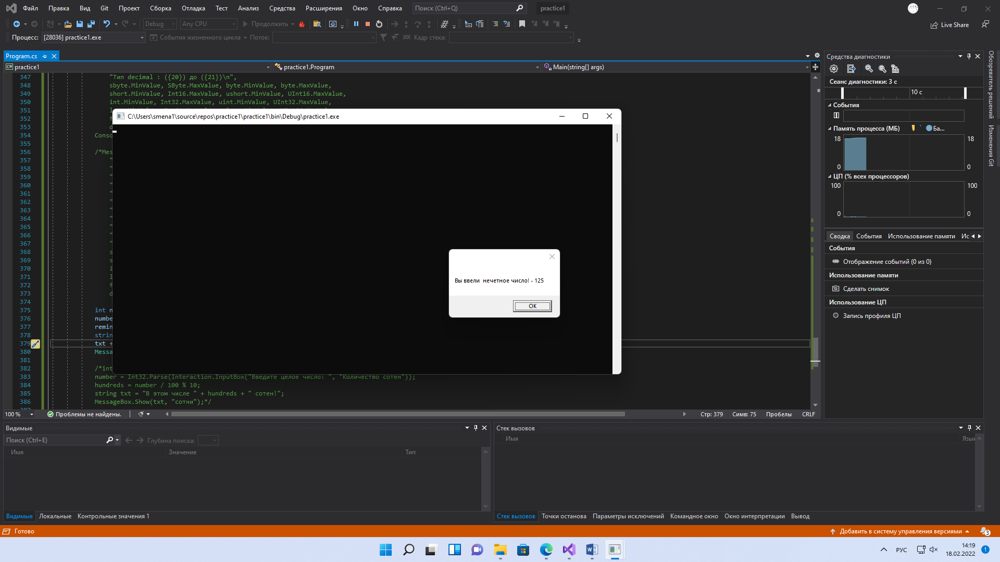 Файл Правка Вид Git Проект Сборка Отладка Тест Анализ Средства Расширения Окно Справка Поиск (Ctrl+Q) practice1
Debug Any CPU Продолжить Live Share
Процесс: [28036] practice1.exe События жизненного цикла Поток: Кадр стека:
Program.cs
practice1 practice1.Program Main(string[] args)
347 "Тип decimal : ({20}) до ({21})\n",
348 sbyte.MinValue, SByte.MaxValue, byte.MinValue, byte.MaxValue,
349 short.MinValue, Int16.MaxValue, ushort.MinValue, UInt16.MaxValue,
350 int.MinValue, Int32.MaxValue, uint.MinValue, UInt32.MaxValue,
351
352 f
353 d
354 Conso
355
356 /*Mes
357 "
358 "
359 "
360 "
361 "
362 "
363 "
364 "
365 "
366 "
367 "
368 s
369 s
370 i
371 l
372 f
373 d
374
375 int n
376 numbe
377 remin
378 strin
379 txt +
380 Messa
381
382 /*int
383 number = Int32.Parse(Interaction.InputBox("Введите целое число: ", "Количество сотен"));
384 hundreds = number / 100 % 10;
385 string txt = "В этом числе " + hundreds + " сотен!";
386 MessageBox.Show(txt, "сотни");*/
C:\Users\smena1\source\repos\practice1\practice1\bin\Debug\practice1.exe
Вы ввели  нечетное число! - 125
OK
100 % Проблемы не найдены. Стр: 379 Симв: 75 Пробелы CRLF
Средства диагностики
Сеанс диагностики: 3 с
10 с
События
Память процесса (МБ) Ба...
18 18
0 0
ЦП (% всех процессоров)
100 100
0 0
Сводка События Использование памяти Ис
События
Отображение событий (0 из 0)
Использование памяти
Сделать снимок
Использование ЦП
Запись профиля ЦП
Обозреватель решений
Изменения Git
Видимые
Поиск (Ctrl+E) Глубина поиска:
Имя Значение Тип
Видимые Локальные Контрольные значения 1
Стек вызовов
Имя Язык
Стек вызовов Точки останова Параметры исключений Командное окно Окно интерпретации Вывод
Готово Добавить в систему управления версиями 3
РУС 14:19
18.02.2022 1